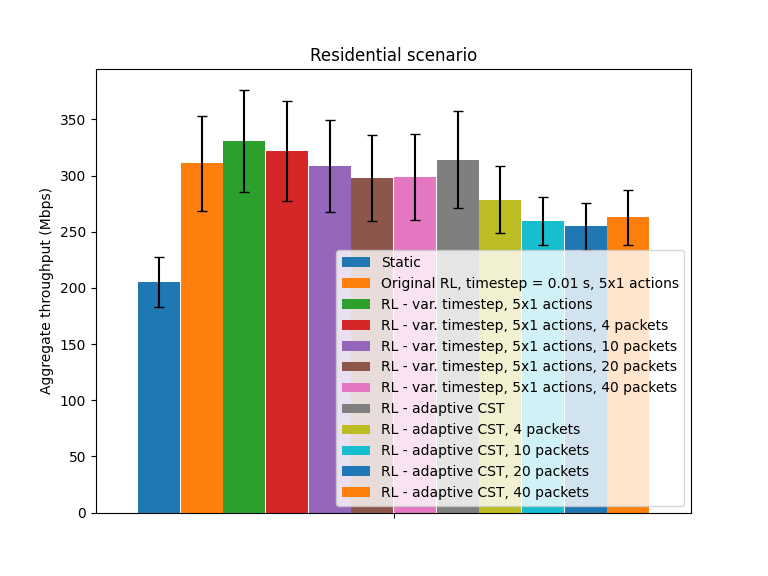 Residential scenario
Aggregate throughput (Mbps)
350
300
250
200
150
100
50
0
Static
Original RL, timestep = 0.01 s, 5x1 actions
RL - var. timestep, 5x1 actions
RL - var. timestep, 5x1 actions, 4 packets
RL - var. timestep, 5x1 actions, 10 packets
RL - var. timestep, 5x1 actions, 20 packets
RL - var. timestep, 5x1 actions, 40 packets
RL - adaptive CST
RL - adaptive CST, 4 packets
RL - adaptive CST, 10 packets
RL - adaptive CST, 20 packets
RL - adaptive CST, 40 packets